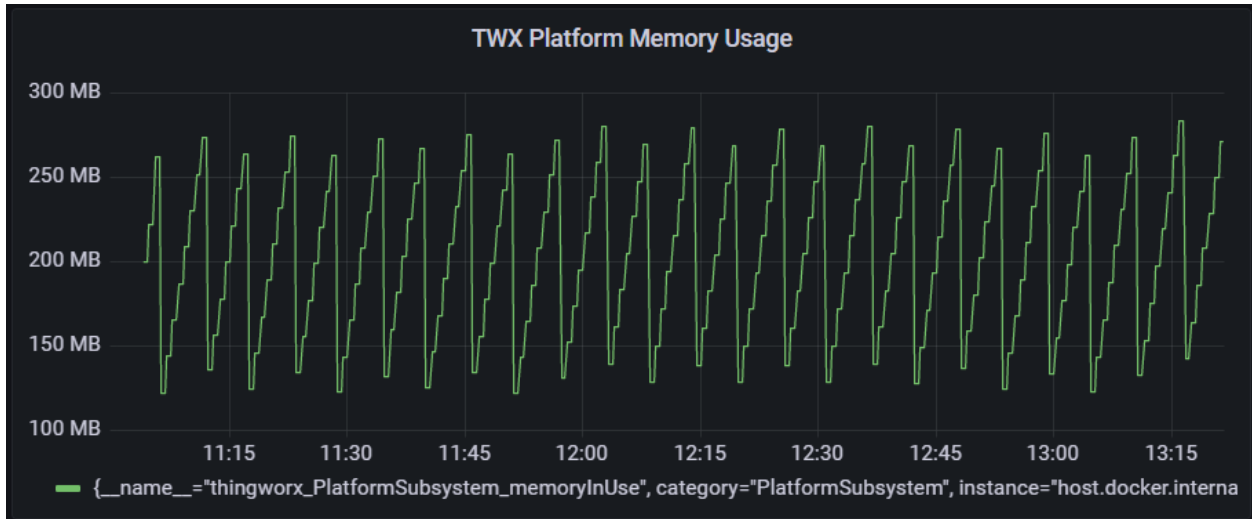 TWX Platform Memory Usage
300 MB
250 MB
200 MB
150 MB
100 MB
11:15 11:30 11:45 12:00 12:15 12:30 12:45 13:00 13:15
{__name__="thingworx_PlatformSubsystem_memoryInUse", category="PlatformSubsystem", instance="host.docker.interna